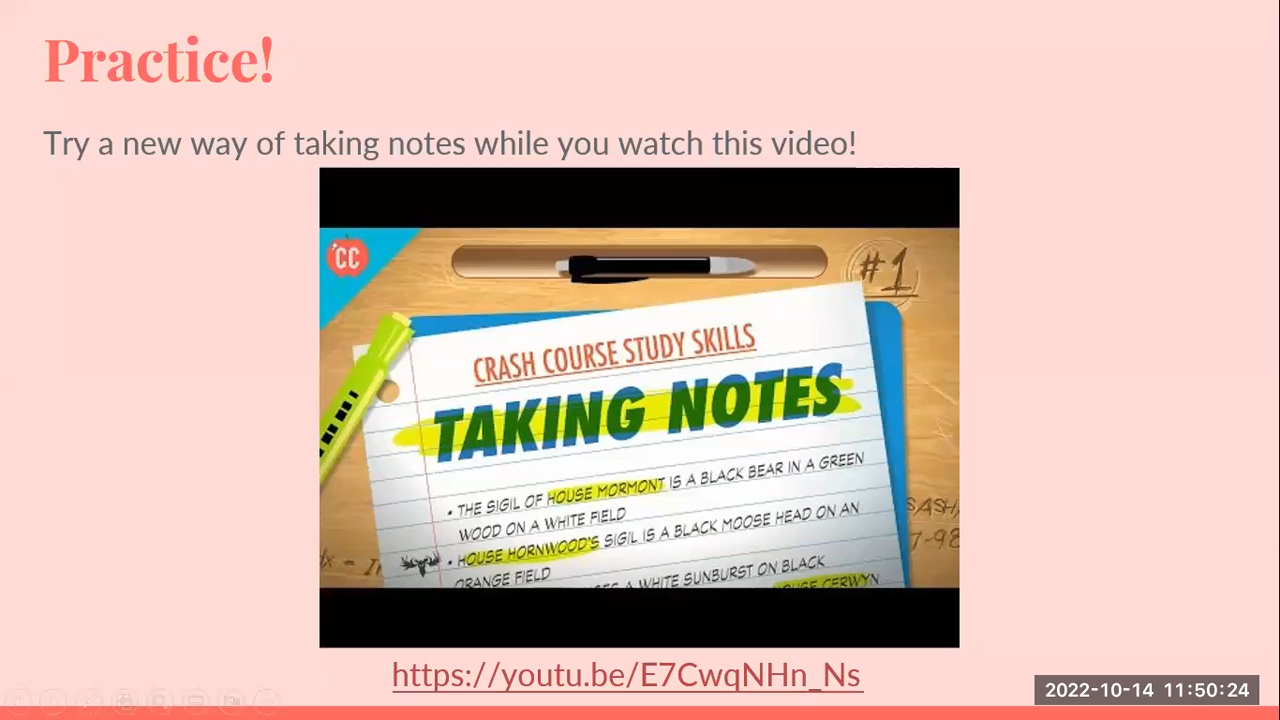 Practice!
Try a new way of taking notes while you watch this video!
CC
#1
CRASH COURSE STUDY SKILLS
TAKING NOTES
• THE SIGIL OF HOUSE MORMONT IS A BLACK BEAR IN A GREEN
WOOD ON A WHITE FIELD
• HOUSE HORNWOOD'S SIGIL IS A BLACK MOOSE HEAD ON AN
ORANGE FIELD
A WHITE SUNBURST ON BLACK
HOUSE CERWYN
SASHA
7-98
https://youtu.be/E7CwqNHn_Ns
2022-10-14 11:50:24